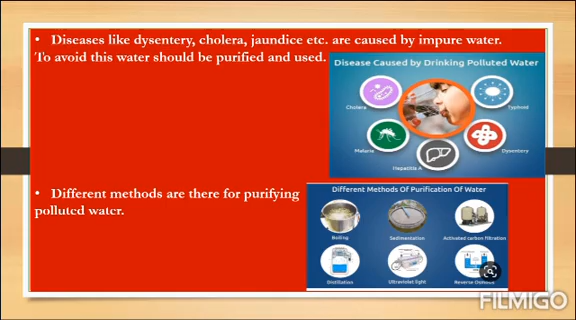 • Diseases like dysentery, cholera, jaundice etc. are caused by impure water.
To avoid this water should be purified and used.
Disease Caused by Drinking Polluted Water
Cholera
Typhoid
Malaria
Dysentery
Hepatitis A
• Different methods are there for purifying
polluted water.
Different Methods Of Purification Of Water
Boiling
Sedimentation
Activated carbon filtration
Distillation
Ultraviolet light
Reverse Osmosis
FILMIGO